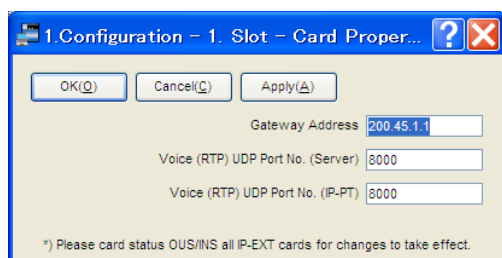 1.Configuration - 1. Slot - Card Proper...
OK(O) Cancel(C) Apply(A)
Gateway Address 200.45.1.1
Voice (RTP) UDP Port No. (Server) 8000
Voice (RTP) UDP Port No. (IP-PT) 8000
*) Please card status OUS/INS all IP-EXT cards for changes to take effect.